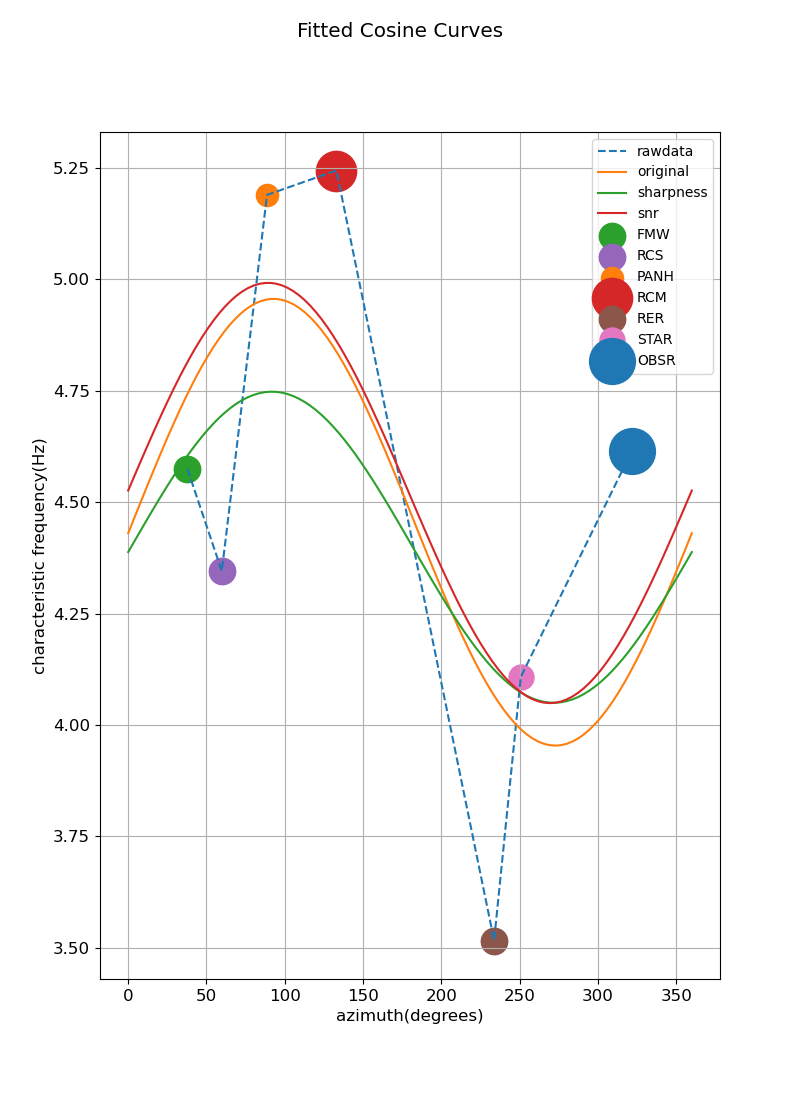 Fitted Cosine Curves
rawdata
original
sharpness
snr
FMW
RCS
PANH
RCM
RER
STAR
OBSR
characteristic frequency(Hz)
5.25
5.00
4.75
4.50
4.25
4.00
3.75
3.50
0 50 100 150 200 250 300 350
azimuth(degrees)